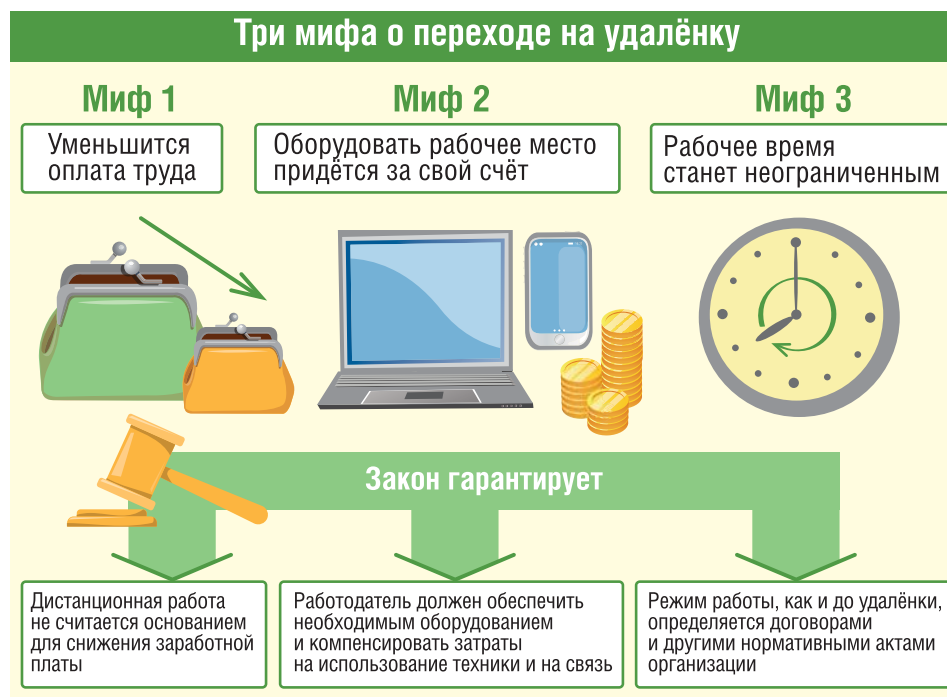 Три мифа о переходе на удалёнку
Миф 1
Уменьшится
оплата труда
Миф 2
Оборудовать рабочее место
придётся за свой счёт
Миф 3
Рабочее время
станет неограниченным
Закон гарантирует
Дистанционная работа
не считается основанием
для снижения заработной
платы
Работодатель должен обеспечить
необходимым оборудованием
и компенсировать затраты
на использование техники и на связь
Режим работы, как и до удалёнки,
определяется договорами
и другими нормативными актами
организации